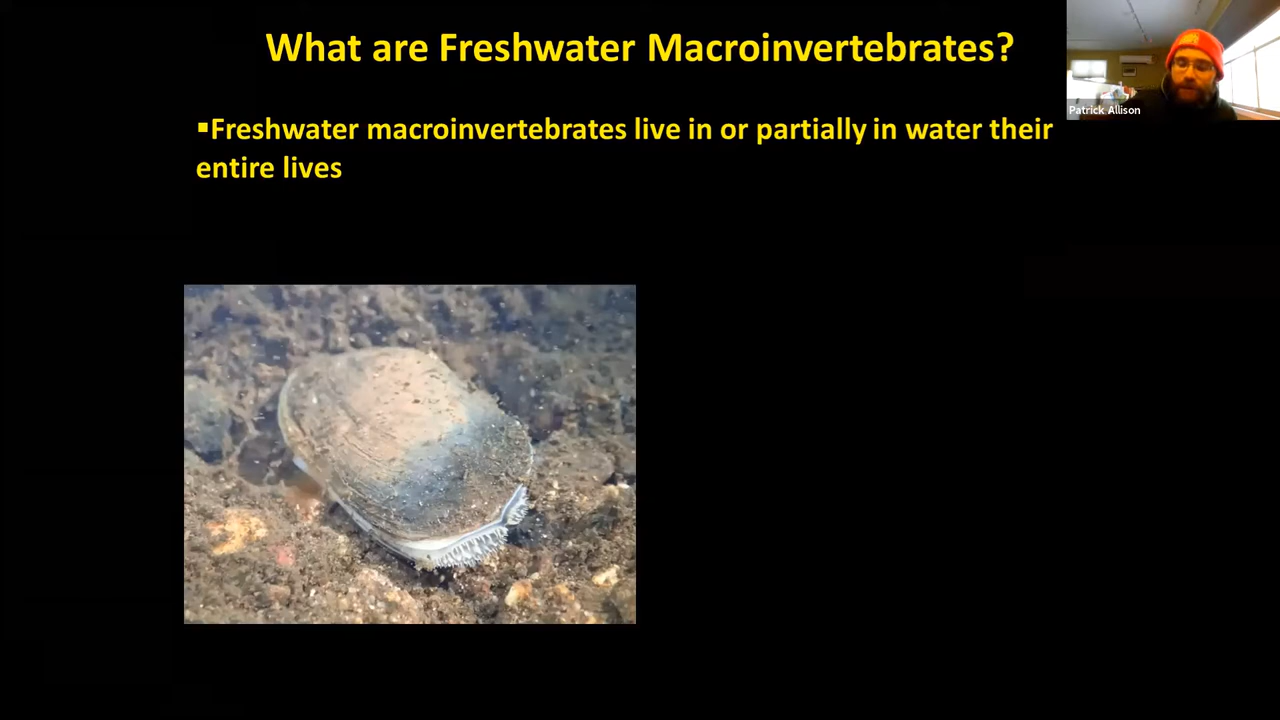 What are Freshwater Macroinvertebrates?
Patrick Allison
▪Freshwater macroinvertebrates live in or partially in water their
entire lives